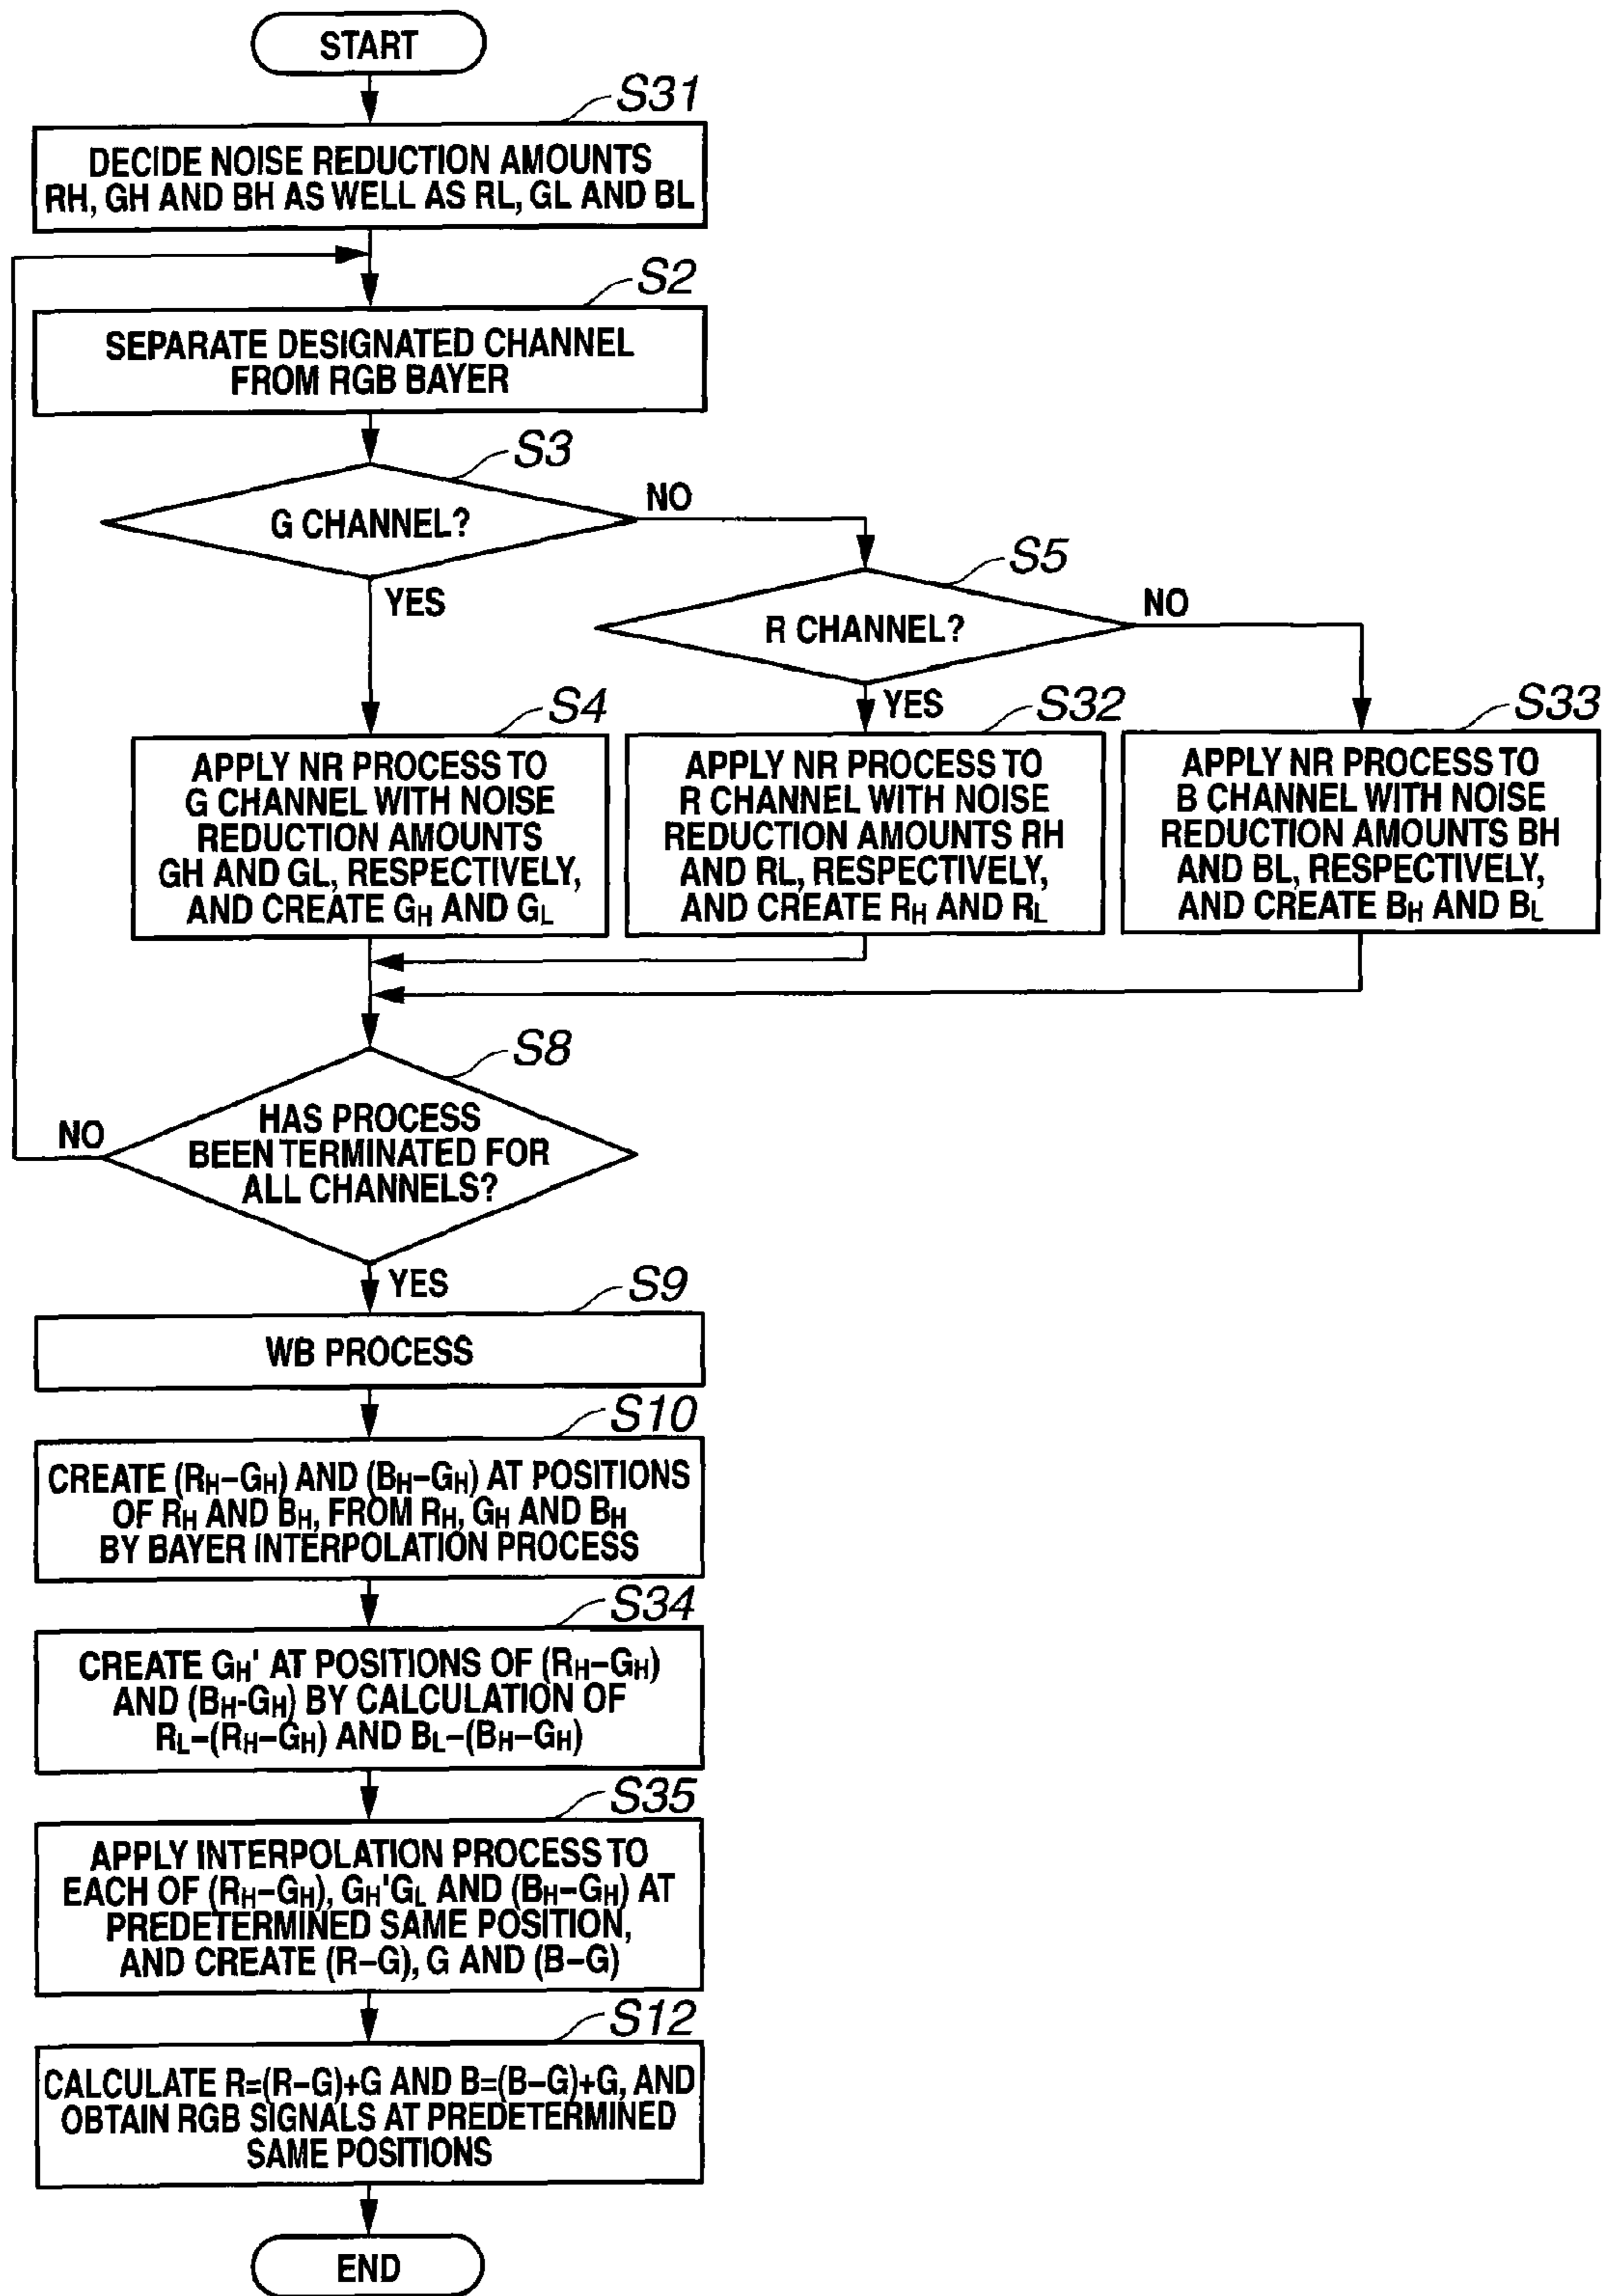 START
S31
DECIDE NOISE REDUCTION AMOUNTS
RH, GH AND BH AS WELL AS RL, GL AND BL
S2
SEPARATE DESIGNATED CHANNEL
FROM RGB BAYER
S3
G CHANNEL?
NO
YES
S5
R CHANNEL?
NO
YES
S4
APPLY NR PROCESS TO
G CHANNEL WITH NOISE
REDUCTION AMOUNTS
GH AND GL, RESPECTIVELY,
AND CREATE GH AND GL
S32
APPLY NR PROCESS TO
R CHANNEL WITH NOISE
REDUCTION AMOUNTS RH
AND RL, RESPECTIVELY,
AND CREATE RH AND RL
S33
APPLY NR PROCESS TO
B CHANNEL WITH NOISE
REDUCTION AMOUNTS BH
AND BL, RESPECTIVELY,
AND CREATE BH AND BL
S8
HAS PROCESS
BEEN TERMINATED FOR
ALL CHANNELS?
NO
YES
S9
WB PROCESS
S10
CREATE (RH−GH) AND (BH−GH) AT POSITIONS
OF RH AND BH, FROM RH, GH AND BH
BY BAYER INTERPOLATION PROCESS
S34
CREATE GH' AT POSITIONS OF (RH−GH)
AND (BH-GH) BY CALCULATION OF
RL−(RH−GH) AND BL−(BH−GH)
S35
APPLY INTERPOLATION PROCESS TO
EACH OF (RH−GH), GH'GL AND (BH−GH) AT
PREDETERMINED SAME POSITION,
AND CREATE (R−G), G AND (B−G)
S12
CALCULATE R=(R−G)+G AND B=(B−G)+G, AND
OBTAIN RGB SIGNALS AT PREDETERMINED
SAME POSITIONS
END